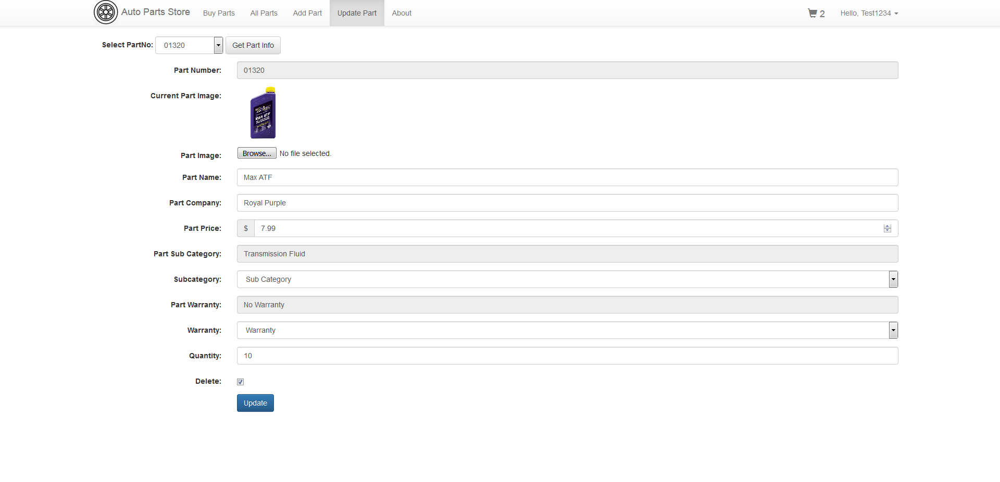 Auto Parts Store Buy Parts All Parts Add Part Update Part About 2 Hello, Test1234
Select PartNo: 01320 Get Part Info
Part Number: 01320
Current Part Image:
MAX ATF
Part Image: Browse... No file selected.
Part Name: Max ATF
Part Company: Royal Purple
Part Price: $ 7.99
Part Sub Category: Transmission Fluid
Subcategory: Sub Category
Part Warranty: No Warranty
Warranty: Warranty
Quantity: 10
Delete:
Update